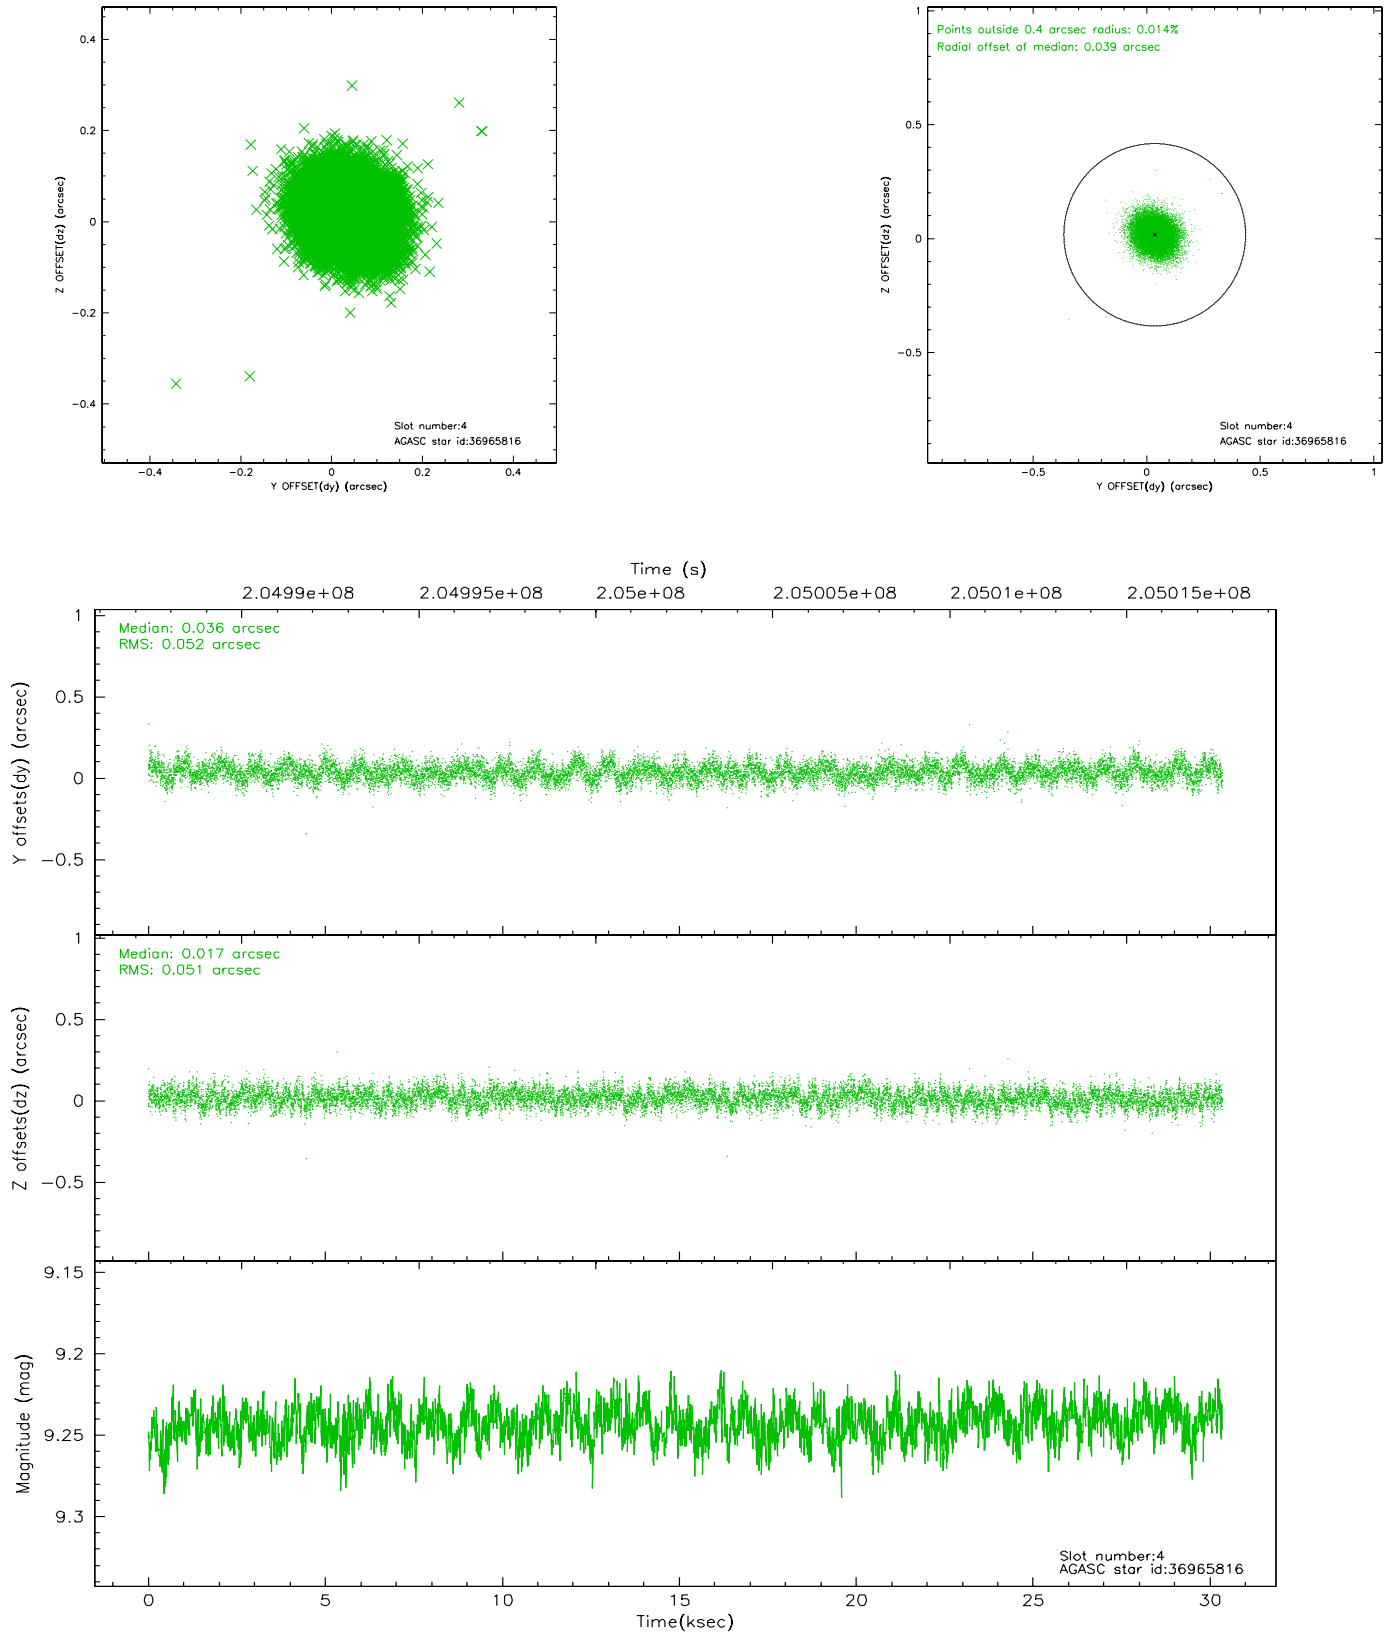 0.4
0.2
0
−0.2
−0.4
Z OFFSET(dz) (arcsec)
−0.4 −0.2 0 0.2 0.4
Y OFFSET(dy) (arcsec)
Slot number:4
AGASC star id:36965816
Points outside 0.4 arcsec radius: 0.014%
Radial offset of median: 0.039 arcsec
1
0.5
0
−0.5
Z OFFSET(dz) (arcsec)
−0.5 0 0.5 1
Y OFFSET(dy) (arcsec)
Slot number:4
AGASC star id:36965816
Time (s)
2.0499e+08 2.04995e+08 2.05e+08 2.05005e+08 2.0501e+08 2.05015e+08
Median: 0.036 arcsec
RMS: 0.052 arcsec
1
0.5
0
−0.5
Y offsets(dy) (arcsec)
Median: 0.017 arcsec
RMS: 0.051 arcsec
1
0.5
0
−0.5
Z offsets(dz) (arcsec)
9.15
9.2
9.25
9.3
Magnitude (mag)
Slot number:4
AGASC star id:36965816
0 5 10 15 20 25 30
Time(ksec)